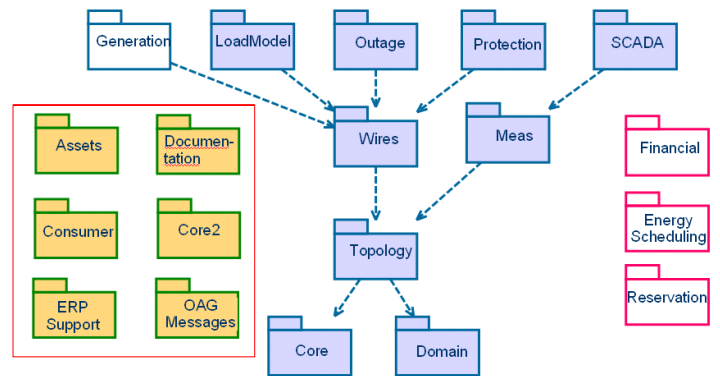 Generation
LoadModel
Outage
Protection
SCADA
Assets
Documen-
tation
Wires
Meas
Financial
Consumer
Core2
Topology
Energy
Scheduling
ERP
Support
OAG
Messages
Reservation
Core
Domain